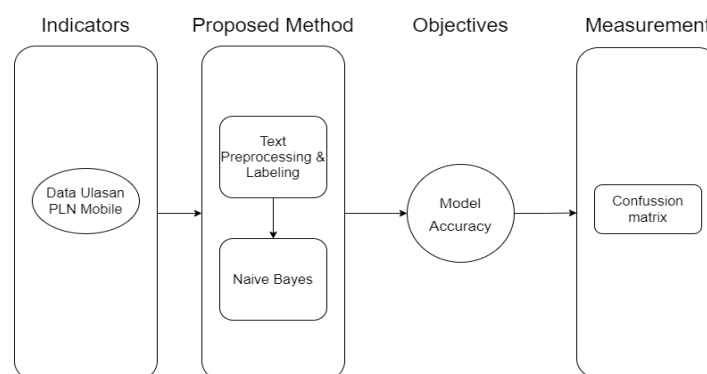 Indicators
Proposed Method
Objectives
Measurement
Data Ulasan
PLN Mobile
Text
Preprocessing &
Labeling
Naive Bayes
Model
Accuracy
Confussion
matrix